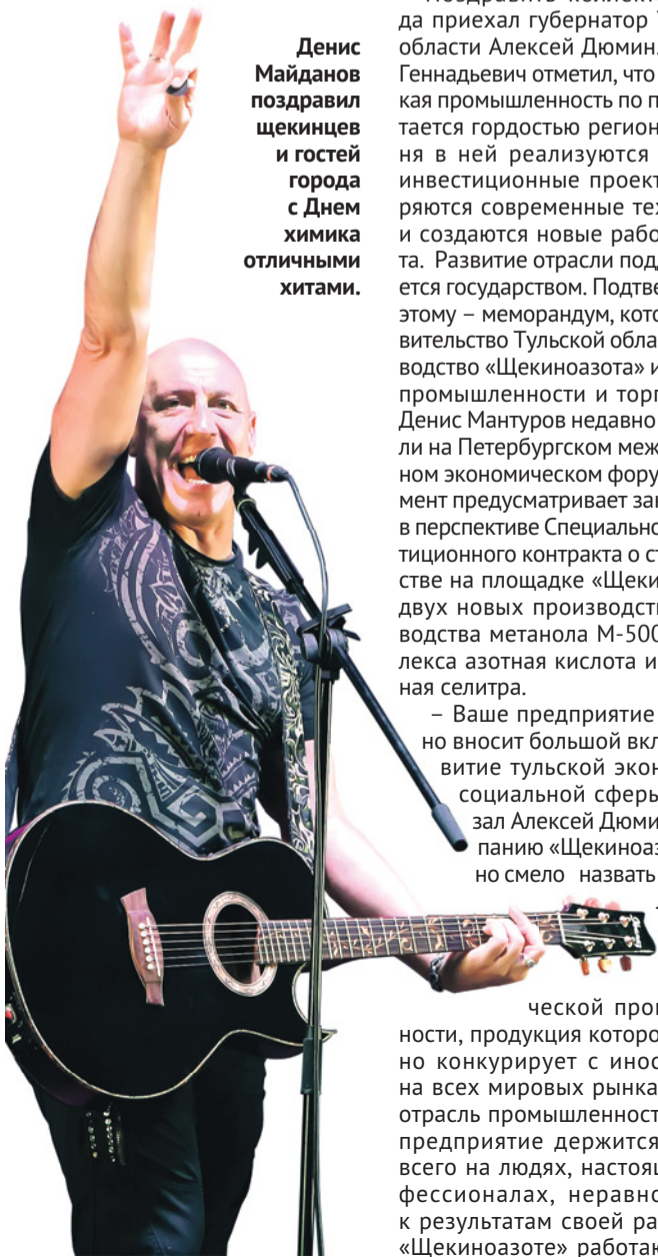 Денис
Майданов
поздравил
щекинцев
и гостей
города
с Днем
химика
отличными
хитами.
да приехал губернатор
области Алексей Дюмин.
Геннадьевич отметил, что
кая промышленность по п
тается гордостью регион
ня в ней реализуются
инвестиционные проект
ряются современные тех
и создаются новые рабо
та. Развитие отрасли под
ется государством. Подтве
этому – меморандум, кото
вительство Тульской обла
водство «Щекиноазота» и
промышленности и торг
Денис Мантуров недавно
ли на Петербургском меж
ном экономическом фору
мент предусматривает зак
в перспективе Специально
тиционного контракта о ст
стве на площадке «Щеки
двух новых производст
водства метанола М-500
лекса азотная кислота и
ная селитра.
– Ваше предприятие
но вносит большой вкл
витие тульской экон
социальной сферы
зал Алексей Дюми
панию «Щекиноаз
но смело назвать
ческой про
ности, продукция которо
но конкурирует с инос
на всех мировых рынка
отрасль промышленност
предприятие держится
всего на людях, настоящ
фессионалах, неравно
к результатам своей ра
«Щекиноазоте» работаю